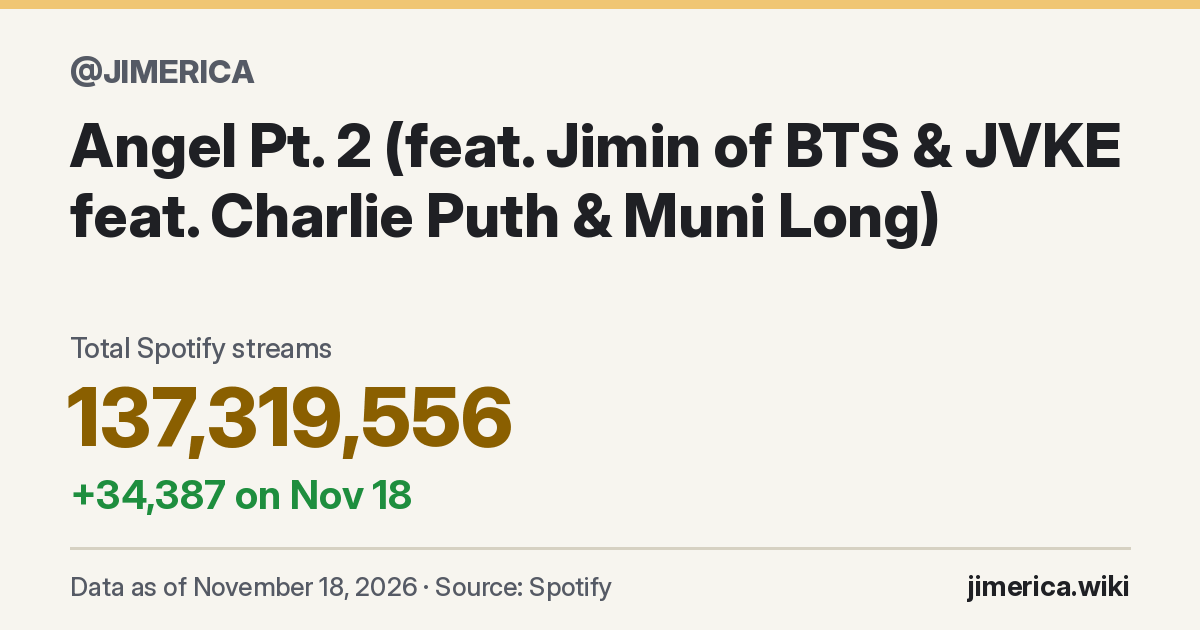 @JIMERICA
Angel Pt. 2 (feat. Jimin of BTS & JVKE
feat. Charlie Puth & Muni Long)
Total Spotify streams
137,319,556
+34,387 on Nov 18
Data as of November 18, 2026 · Source: Spotify
jimerica.wiki